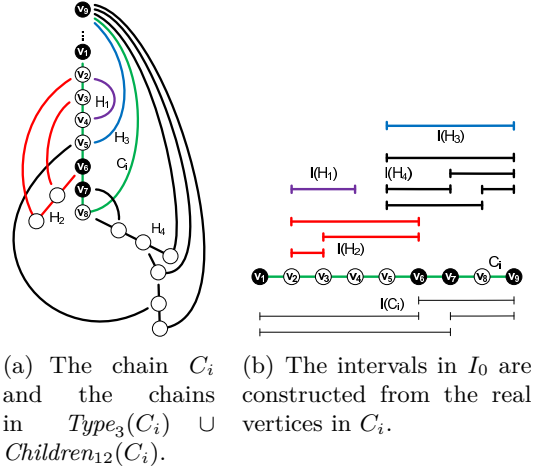 v9
⋮
v1
v2
v3
H1
v4
H3
v5
Ci
v6
v7
H2
v8
H4
I(H3)
I(H1)
I(H4)
I(H2)
Ci
v1 v2 v3 v4 v5 v6 v7 v8 v9
I(Ci)
(a) The chain Ci
and the chains
in Type3(Ci) ∪
Children12(Ci).
(b) The intervals in I0 are
constructed from the real
vertices in Ci.